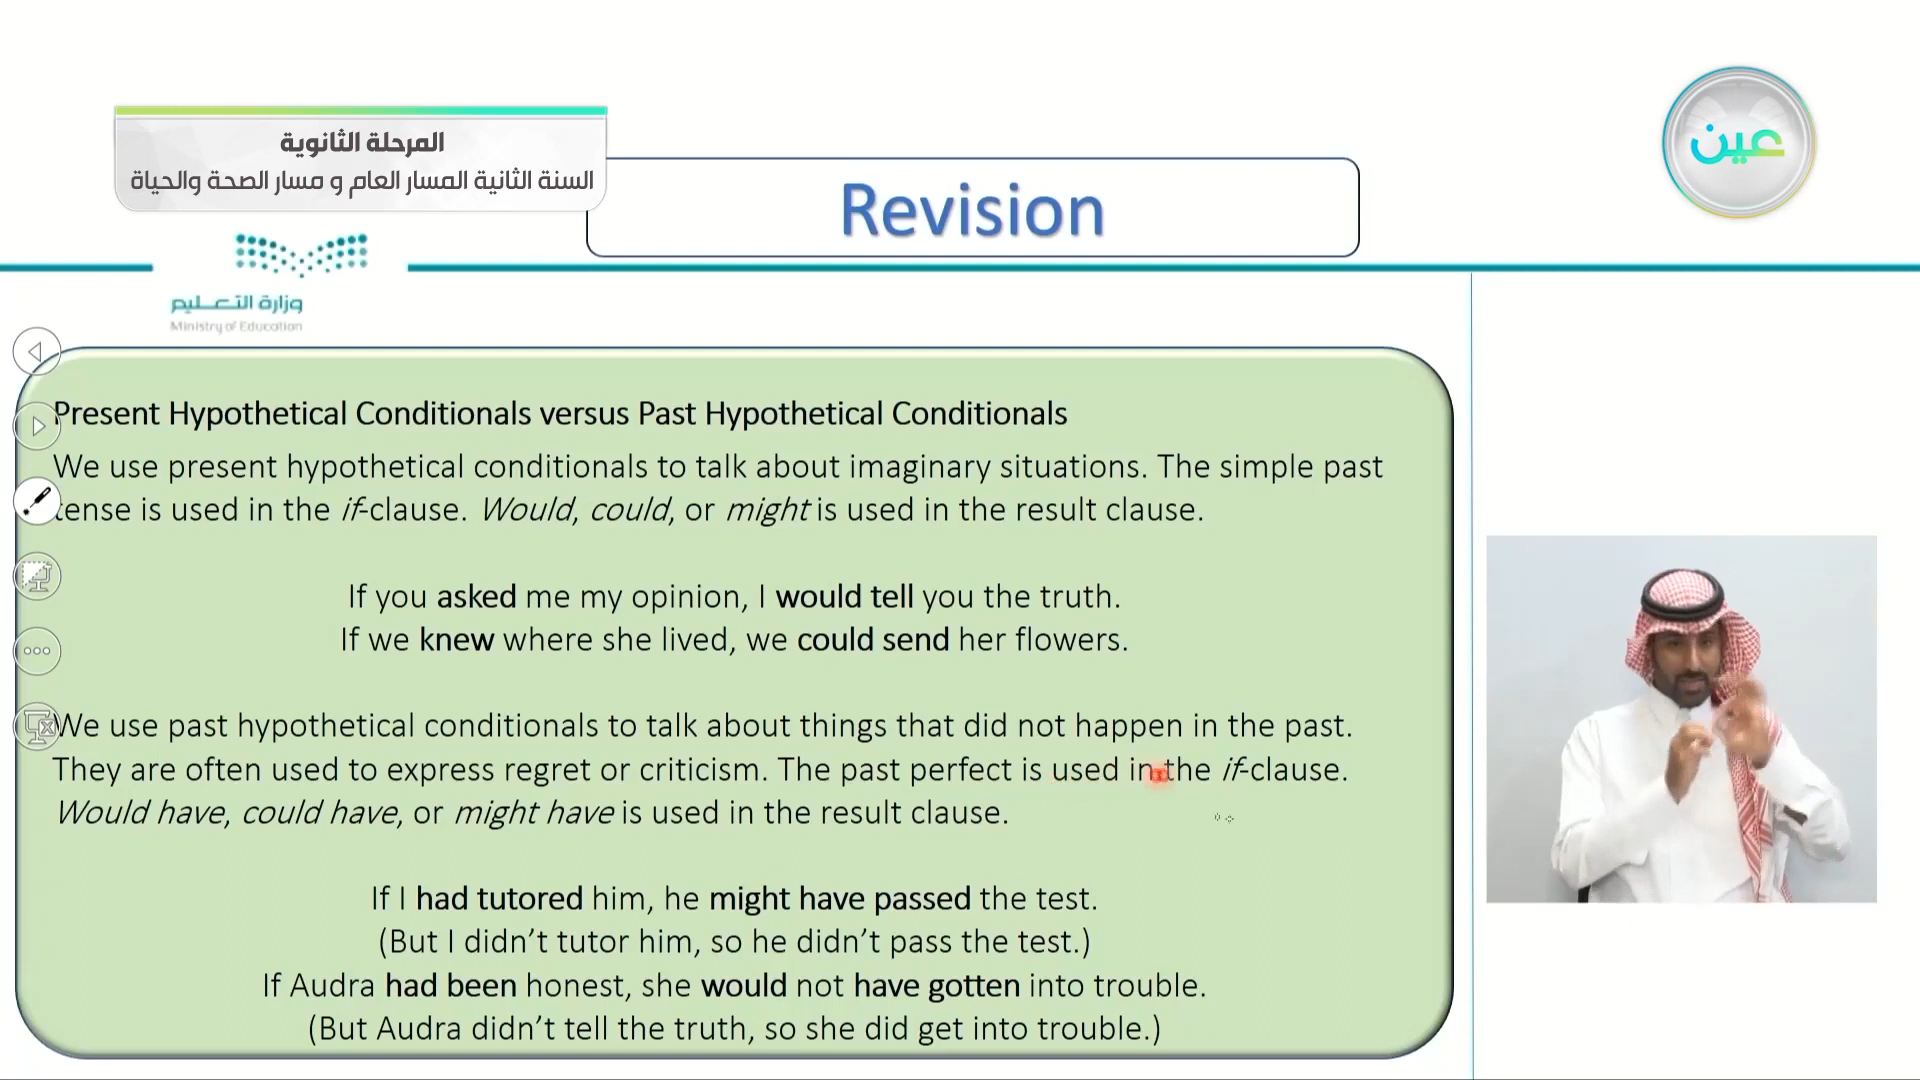 المرحلة الثانوية
السنة الثانية المسار العام و مسار الصحة والحياة
عين
Revision
وزارة التعليم
Ministry of Education
Present Hypothetical Conditionals versus Past Hypothetical Conditionals
We use present hypothetical conditionals to talk about imaginary situations. The simple past
tense is used in the if-clause. Would, could, or might is used in the result clause.
If you asked me my opinion, I would tell you the truth.
If we knew where she lived, we could send her flowers.
We use past hypothetical conditionals to talk about things that did not happen in the past.
They are often used to express regret or criticism. The past perfect is used in the if-clause.
Would have, could have, or might have is used in the result clause.
If I had tutored him, he might have passed the test.
(But I didn’t tutor him, so he didn’t pass the test.)
If Audra had been honest, she would not have gotten into trouble.
(But Audra didn’t tell the truth, so she did get into trouble.)